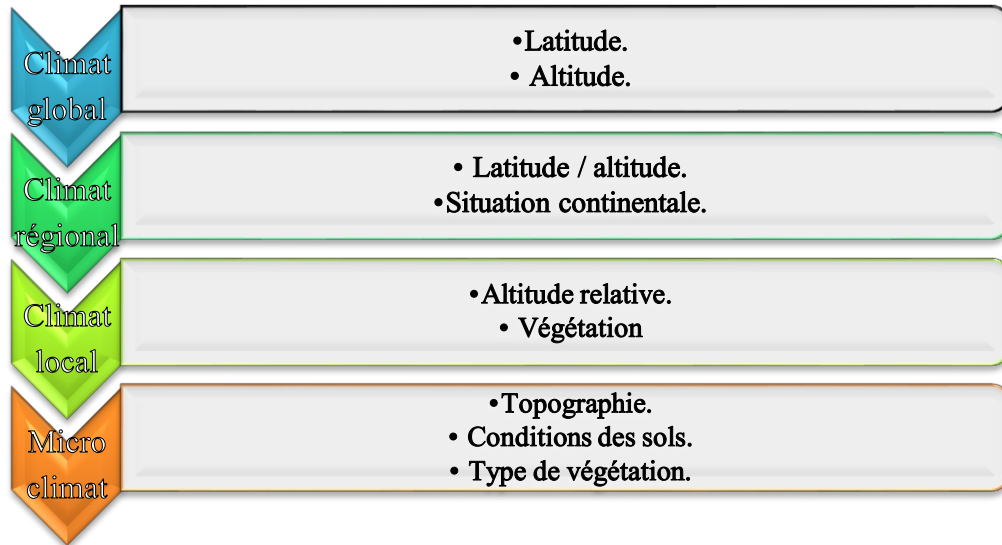 Climat
global
•Latitude.
• Altitude.
Climat
régional
• Latitude / altitude.
•Situation continentale.
Climat
local
•Altitude relative.
• Végétation
Micro
climat
•Topographie.
• Conditions des sols.
• Type de végétation.